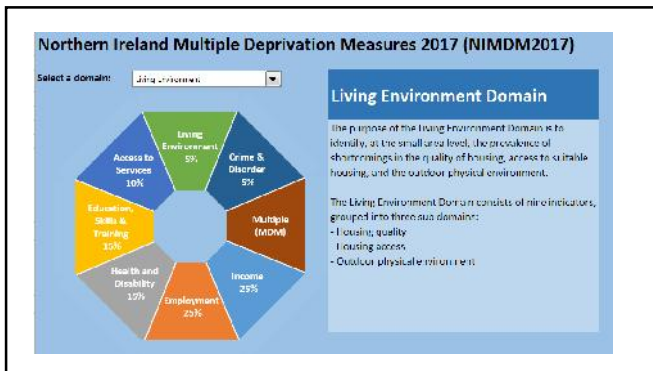 Northern Ireland Multiple Deprivation Measures 2017 (NIMDM2017)
Select a domain:
Living Environment
Living
Environment
5%
Crime &
Disorder
5%
Multiple
(MDM)
Income
25%
Employment
25%
Health and
Disability
15%
Education,
Skills &
Training
15%
Access to
Services
10%
Living Environment Domain
The purpose of the Living Environment Domain is to
identify, at the small area level, the prevalence of
shortcomings in the quality of housing, access to suitable
housing, and the outdoor physical environment.
The Living Environment Domain consists of nine indicators,
grouped into three sub domains:
- Housing quality
- Housing access
- Outdoor physical environment